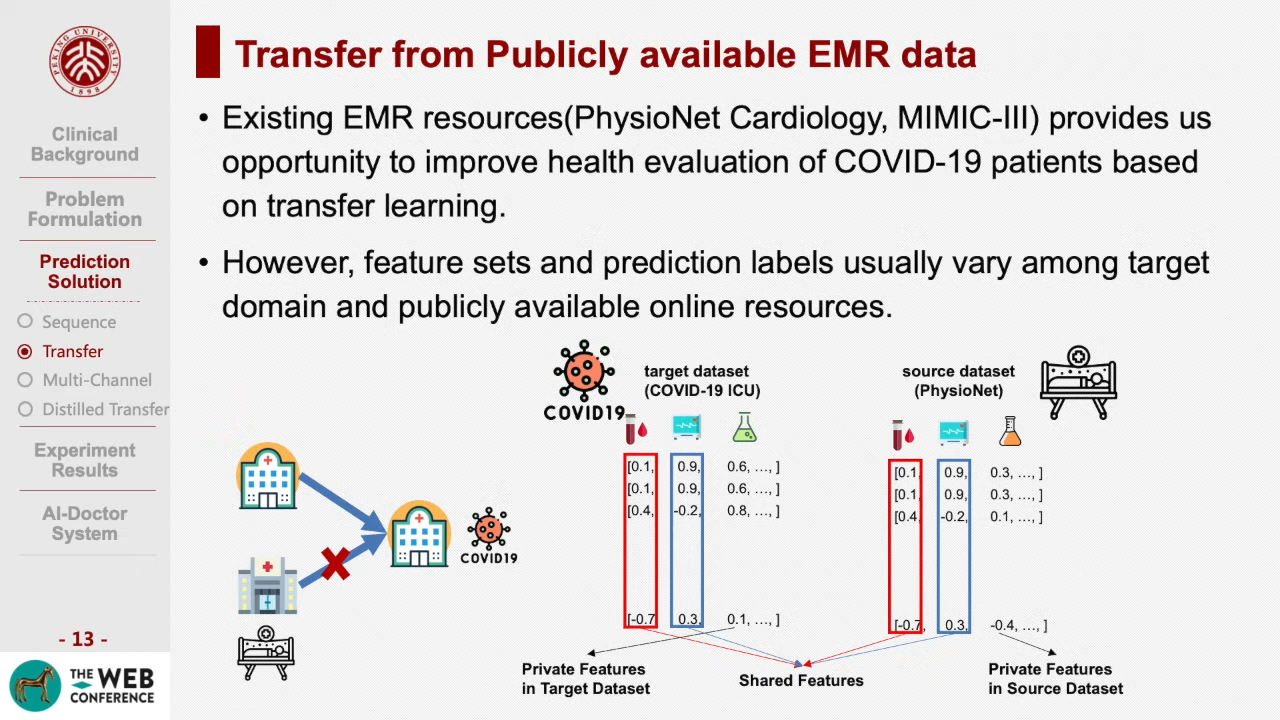 PEKING UNIVERSITY
1898
Clinical
Background
Problem
Formulation
Prediction
Solution
Sequence
Transfer
Multi-Channel
Distilled Transfer
Experiment
Results
AI-Doctor
System
- 13 -
THE WEB
CONFERENCE
Transfer from Publicly available EMR data
• Existing EMR resources(PhysioNet Cardiology, MIMIC-III) provides us
opportunity to improve health evaluation of COVID-19 patients based
on transfer learning.
• However, feature sets and prediction labels usually vary among target
domain and publicly available online resources.
COVID19
COVID19
target dataset
(COVID-19 ICU)
[0.1, 0.9, 0.6, …, ]
[0.1, 0.9, 0.6, …, ]
[0.4, -0.2, 0.8, …, ]
[-0.7, 0.3, 0.1, …, ]
source dataset
(PhysioNet)
[0.1, 0.9, 0.3, …, ]
[0.1, 0.9, 0.3, …, ]
[0.4, -0.2, 0.1, …, ]
[-0.7, 0.3, -0.4, …, ]
Private Features
in Target Dataset
Shared Features
Private Features
in Source Dataset